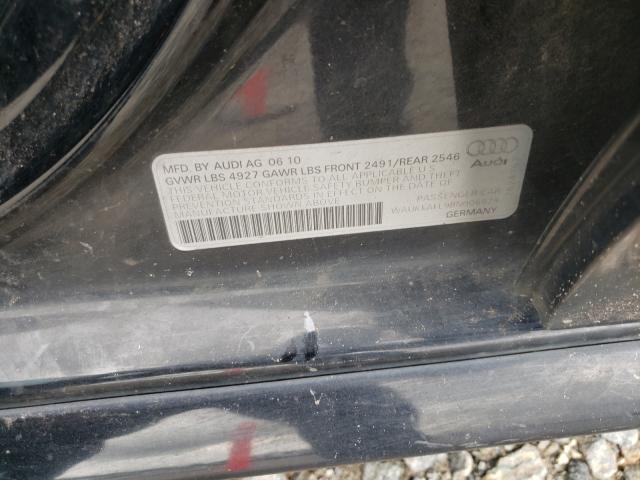 MFD. BY AUDI AG 06 10
GVWR LBS 4927 GAWR LBS FRONT 2491/REAR 2546
THIS VEHICLE CONFORMS TO ALL APPLICABLE U.S.
FEDERAL MOTOR VEHICLE SAFETY BUMPER AND THEFT
PREVENTION STANDARDS IN EFFECT ON THE DATE OF
MANUFACTURE SHOWN ABOVE.
Audi
PASSENGER CAR
GERMANY